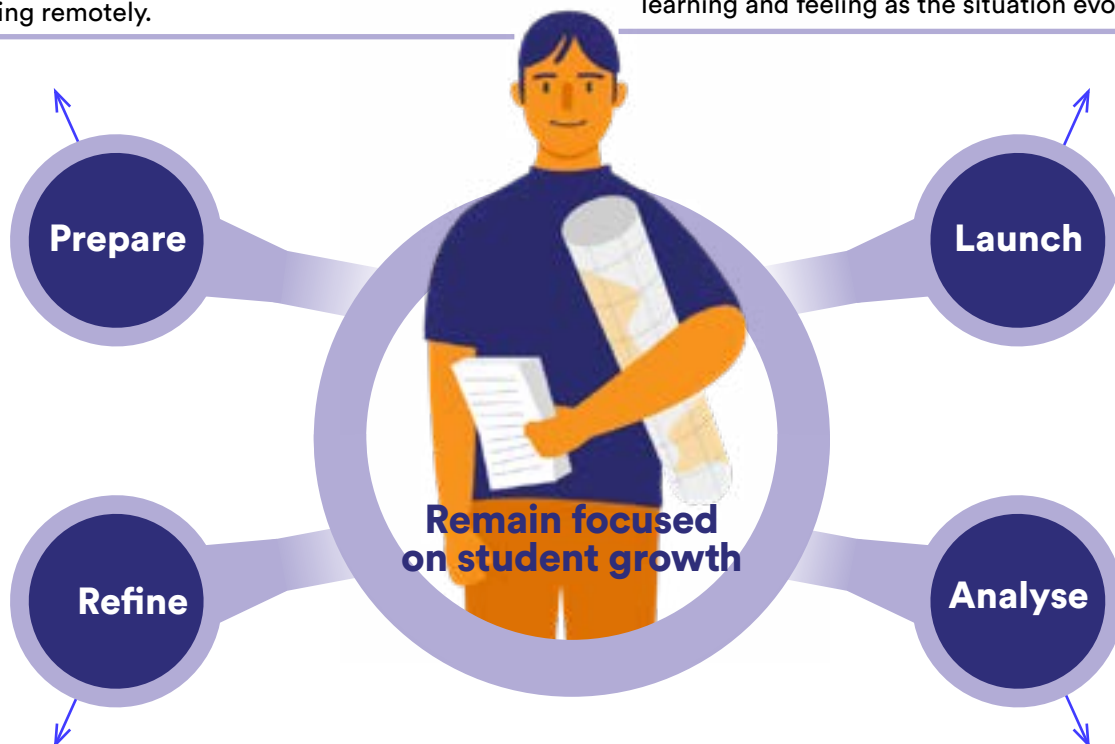 ing remotely.
learning and feeling as the situation evo
Prepare
Launch
Remain focused
on student growth
Refine
Analyse